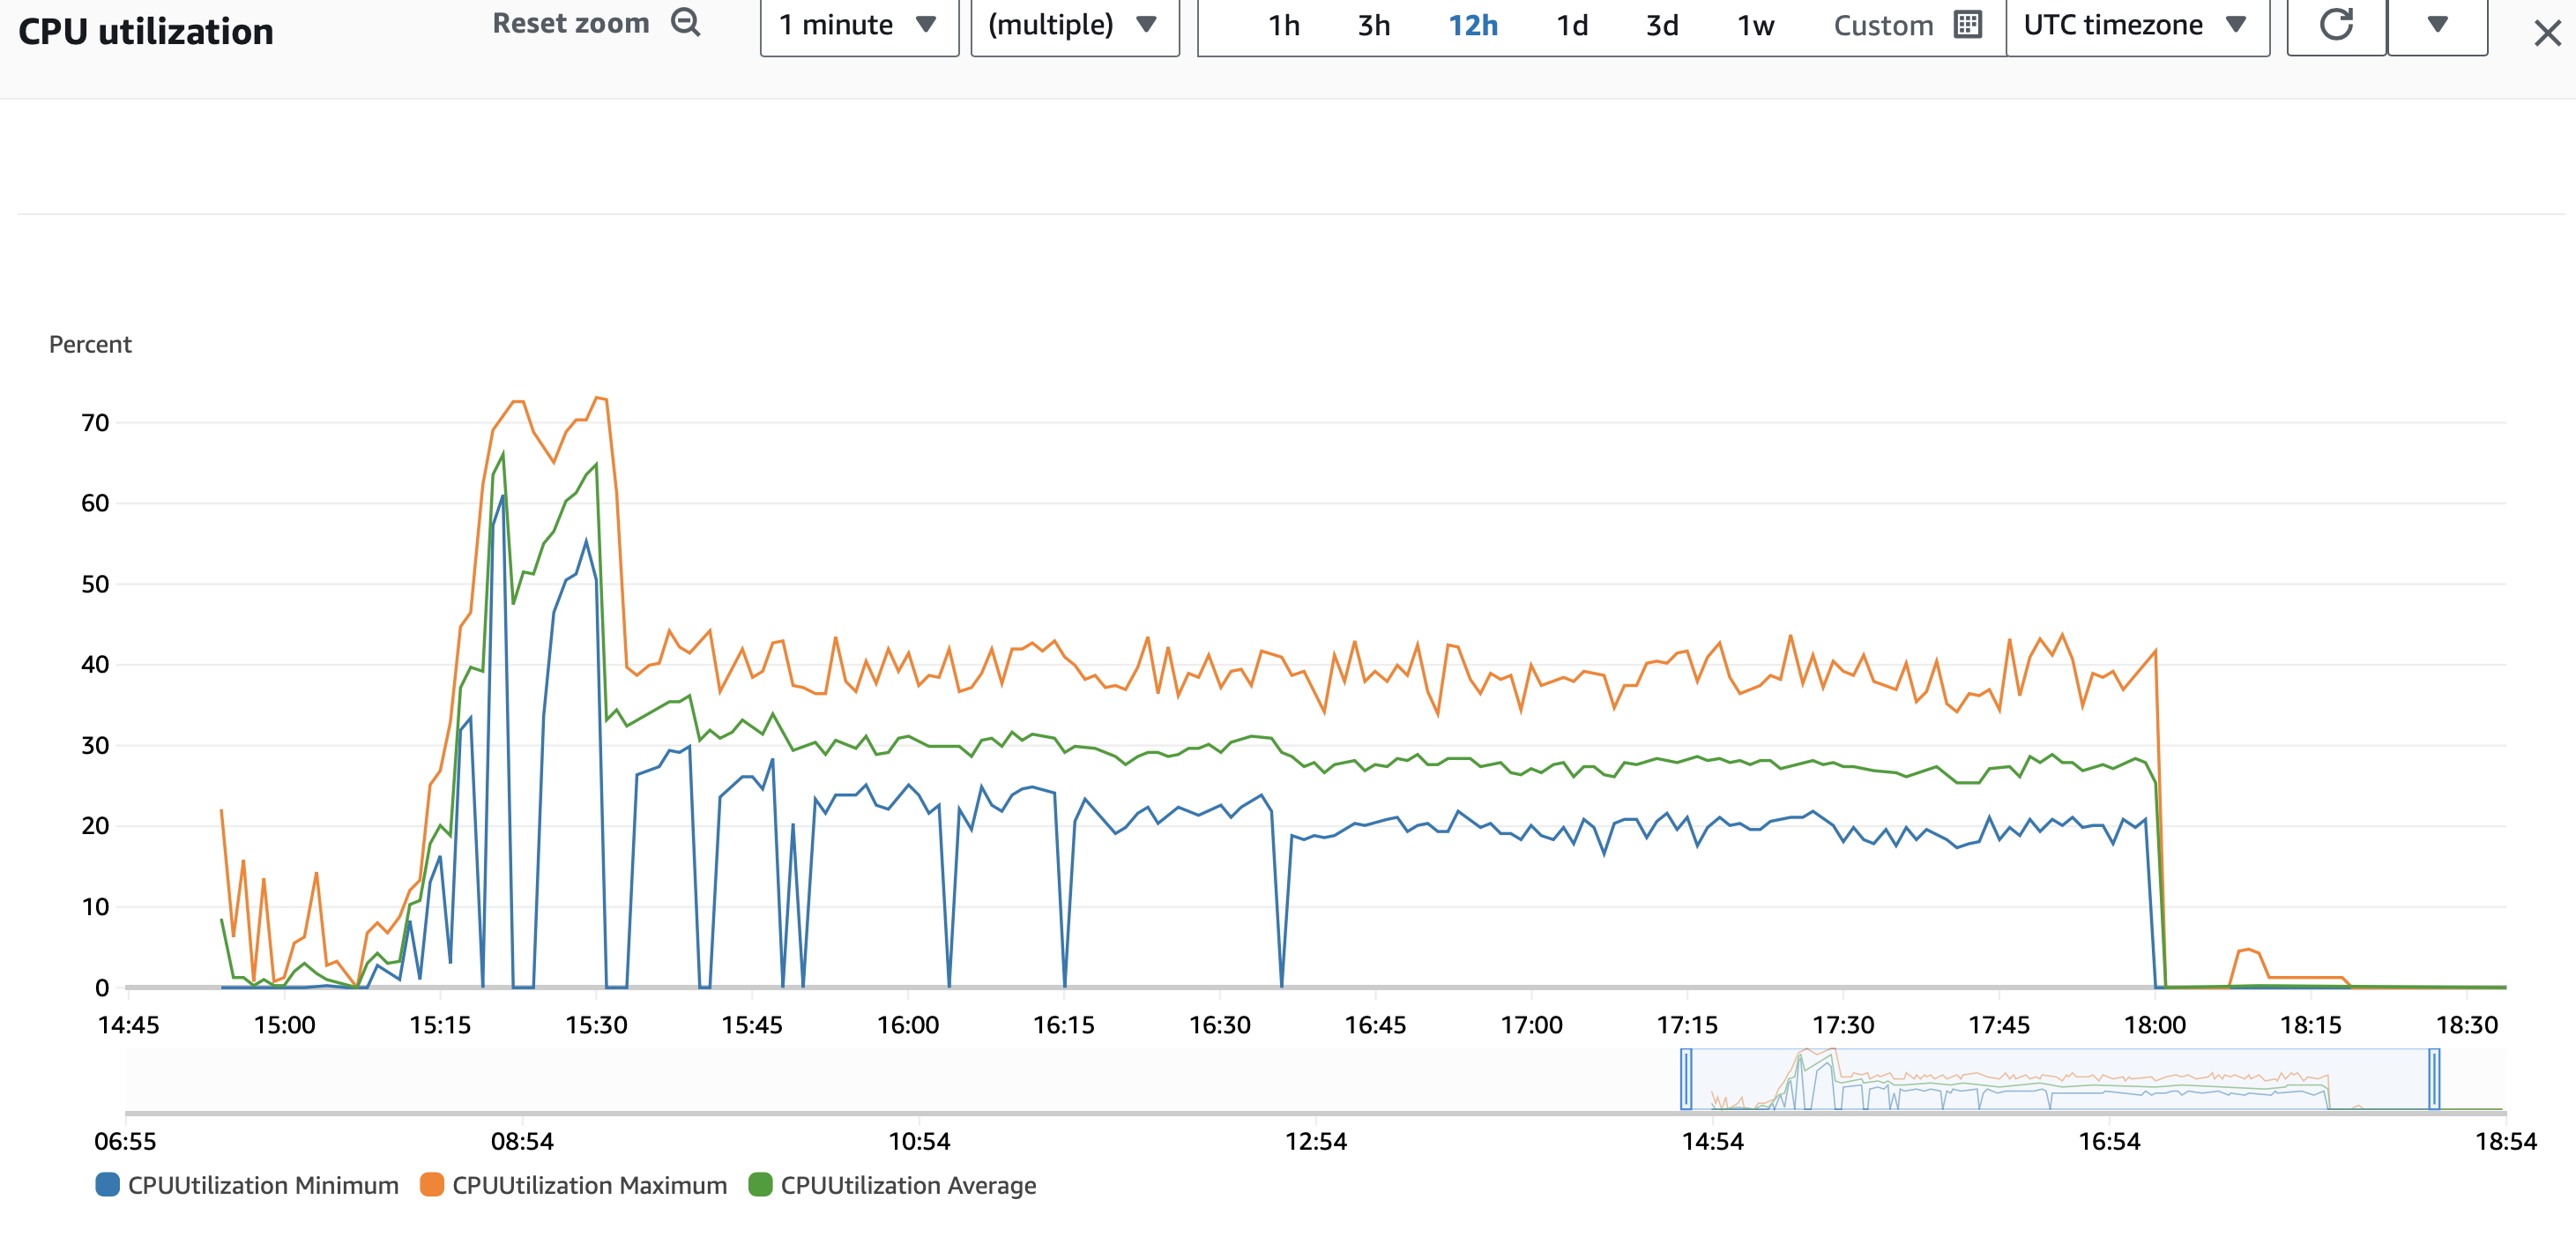 CPU utilization Reset zoom 1 minute (multiple) 1h 3h 12h 1d 3d 1w Custom UTC timezone
Percent
70
60
50
40
30
20
10
0
14:45 15:00 15:15 15:30 15:45 16:00 16:15 16:30 16:45 17:00 17:15 17:30 17:45 18:00 18:15 18:30
06:55 08:54 10:54 12:54 14:54 16:54 18:54
CPUUtilization Minimum CPUUtilization Maximum CPUUtilization Average